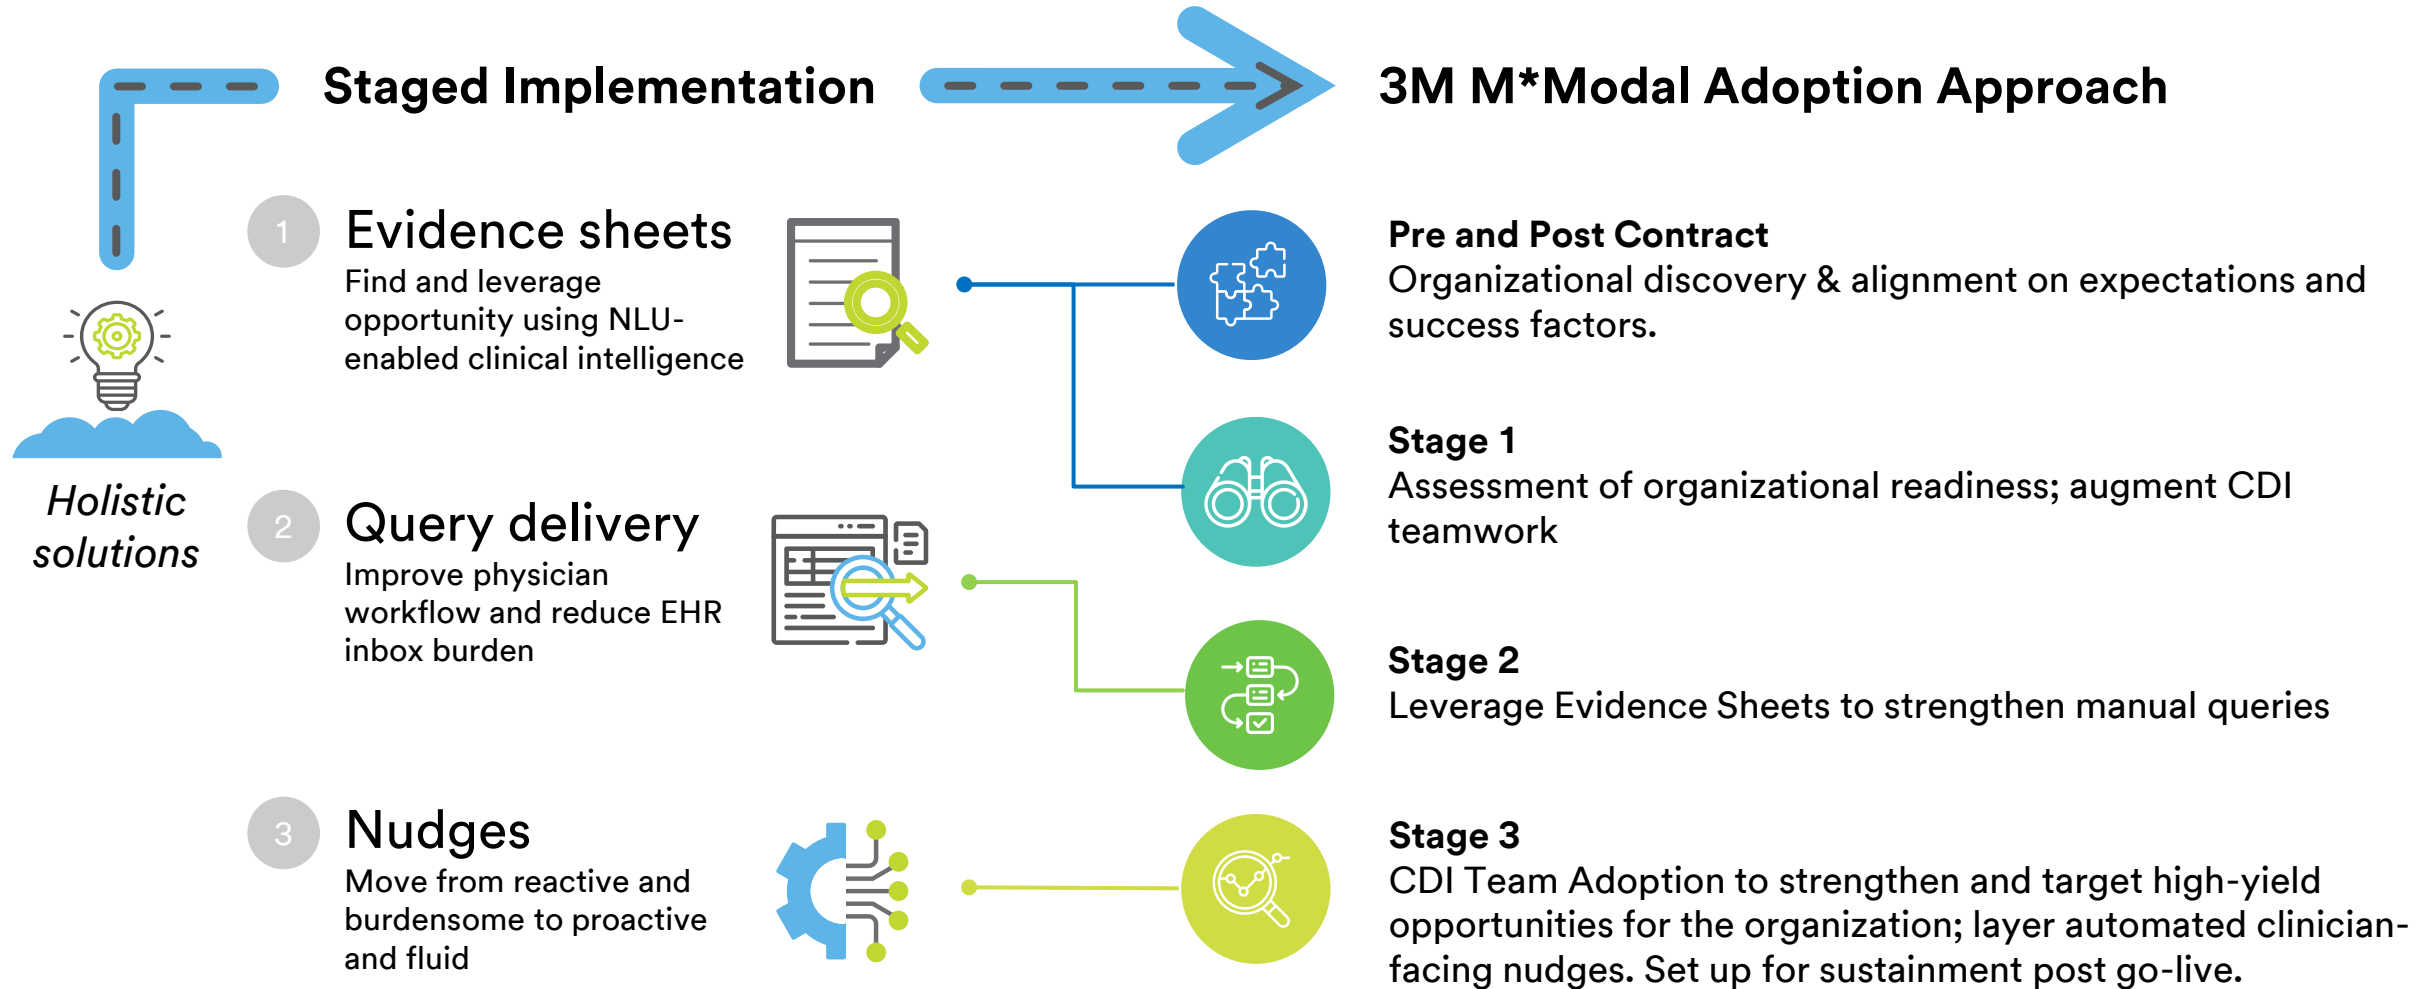 Staged Implementation
3M M*Modal Adoption Approach
Holistic
solutions
1
Evidence sheets
Find and leverage
opportunity using NLU-
enabled clinical intelligence
2
Query delivery
Improve physician
workflow and reduce EHR
inbox burden
3
Nudges
Move from reactive and
burdensome to proactive
and fluid
Pre and Post Contract
Organizational discovery & alignment on expectations and
success factors.
Stage 1
Assessment of organizational readiness; augment CDI
teamwork
Stage 2
Leverage Evidence Sheets to strengthen manual queries
Stage 3
CDI Team Adoption to strengthen and target high-yield
opportunities for the organization; layer automated clinician-
facing nudges. Set up for sustainment post go-live.